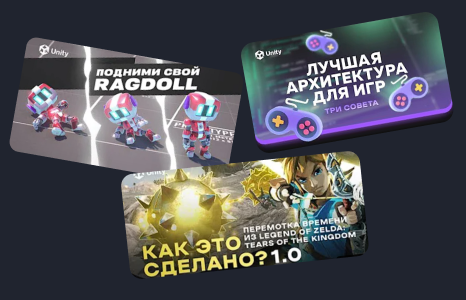 Unity
ПОДНИМИ СВОЙ
RAGDOLL
Unity
ЛУЧШАЯ
АРХИТЕКТУРА
ДЛЯ ИГР
ТРИ СОВЕТА
Unity
КАК ЭТО
СДЕЛАНО? 1.0
ПЕРЕМОТКА ВРЕМЕНИ
ИЗ LEGEND OF ZELDA:
TEARS OF THE KINGDOM